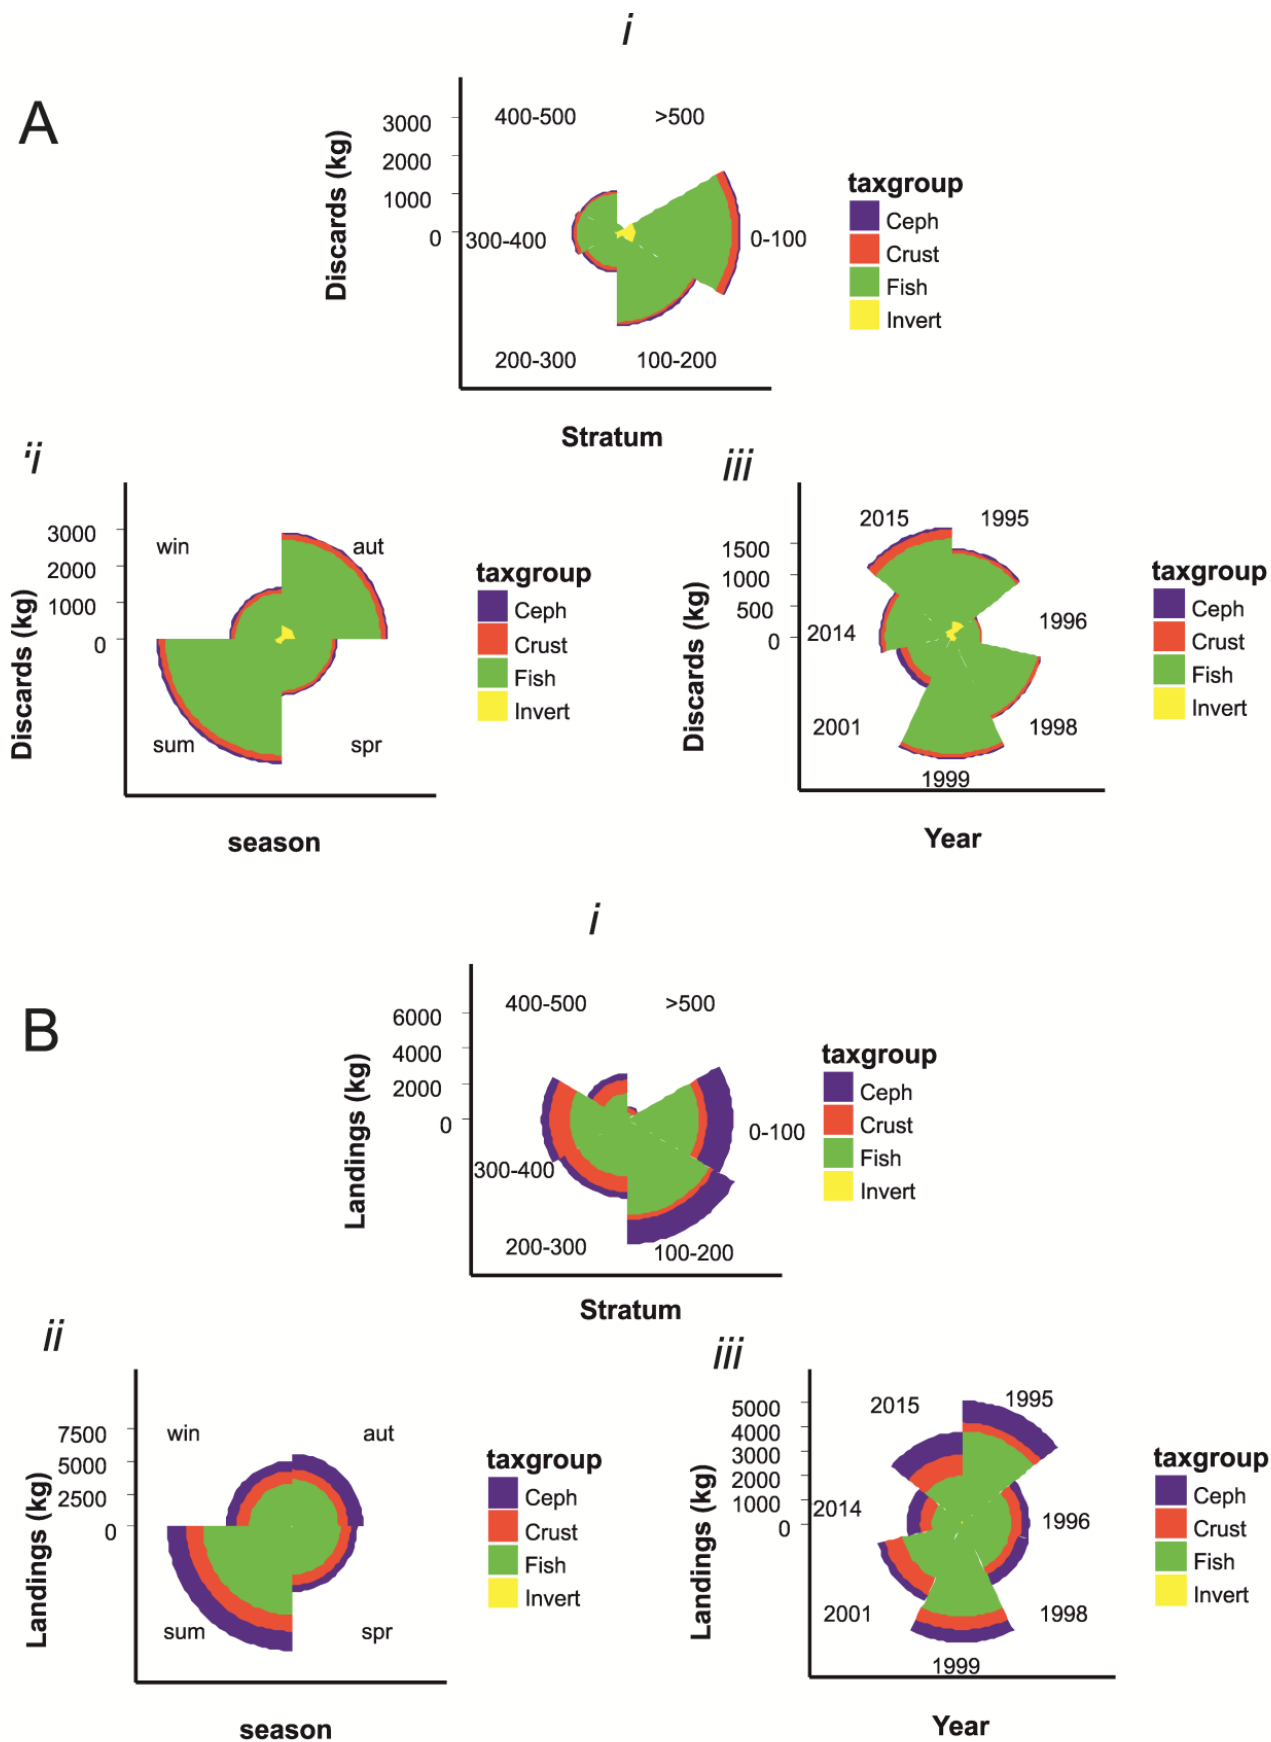 i
A
400-500 >500
3000
2000
1000
0
Discards (kg)
300-400
0-100
200-300 100-200
Stratum
taxgroup
Ceph
Crust
Fish
Invert
ii
3000
2000
1000
0
Discards (kg)
win aut
sum spr
season
taxgroup
Ceph
Crust
Fish
Invert
iii
1500
1000
500
0
Discards (kg)
2015 1995
2014 1996
2001 1998
1999
Year
taxgroup
Ceph
Crust
Fish
Invert
i
B
400-500 >500
6000
4000
2000
0
Landings (kg)
300-400
0-100
200-300 100-200
Stratum
taxgroup
Ceph
Crust
Fish
Invert
ii
7500
5000
2500
0
Landings (kg)
win aut
sum spr
season
taxgroup
Ceph
Crust
Fish
Invert
iii
5000
4000
3000
2000
1000
0
Landings (kg)
2015 1995
2014 1996
2001 1998
1999
Year
taxgroup
Ceph
Crust
Fish
Invert